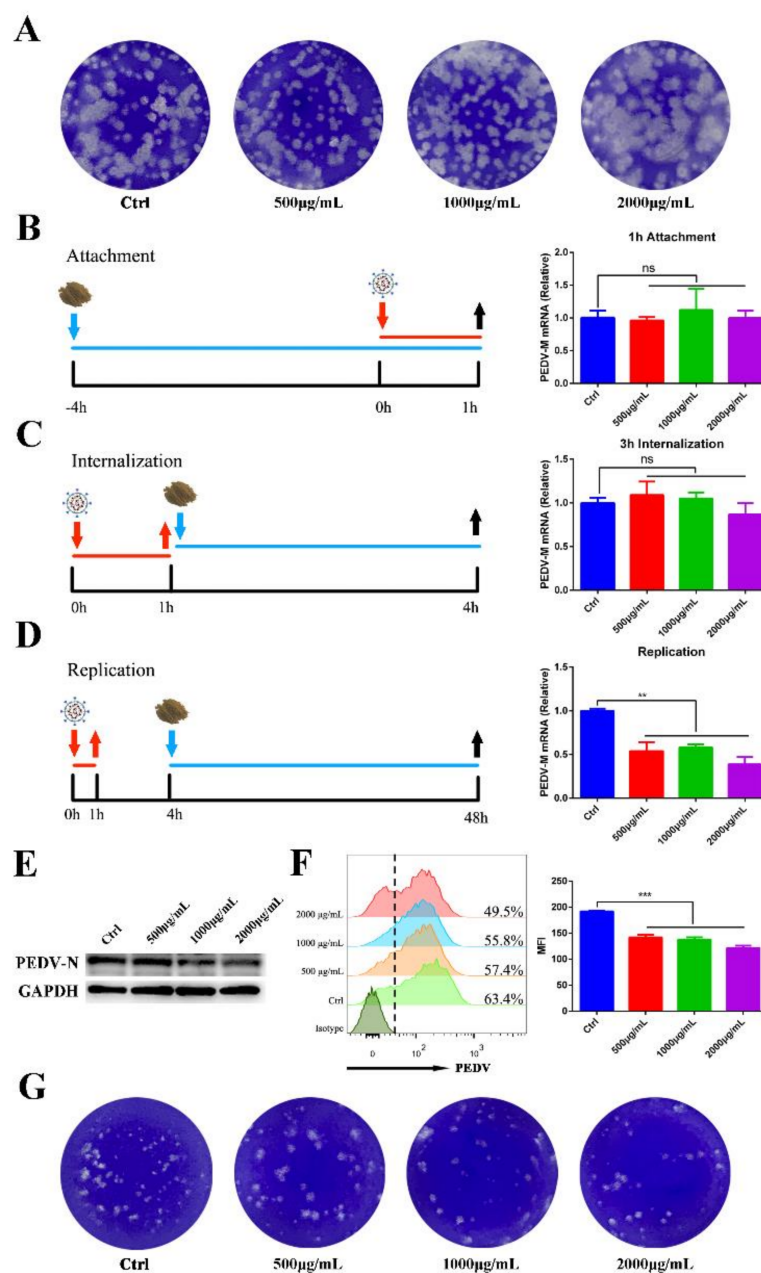 A
Ctrl 500µg/mL 1000µg/mL 2000µg/mL
B
Attachment
-4h 0h 1h
1h Attachment
PEDV-M mRNA (Relative)
2.0
1.5
1.0
0.5
0.0
ns
Ctrl 500µg/mL 1000µg/mL 2000µg/mL
C
Internalization
0h 1h 4h
3h Internalization
PEDV-M mRNA (Relative)
1.5
1.0
0.5
0.0
ns
Ctrl 500µg/mL 1000µg/mL 2000µg/mL
D
Replication
0h 1h 4h 48h
Replication
PEDV-M mRNA (Relative)
1.5
1.0
0.5
0.0
**
Ctrl 500µg/mL 1000µg/mL 2000µg/mL
E
Ctrl 500µg/mL 1000µg/mL 2000µg/mL
PEDV-N
GAPDH
F
2000 µg/mL 49.5%
1000 µg/mL 55.8%
500 µg/mL 57.4%
Ctrl 63.4%
Isotype
0 10² 10³
PEDV
MFI
250
200
150
100
50
0
***
Ctrl 500µg/mL 1000µg/mL 2000µg/mL
G
Ctrl 500µg/mL 1000µg/mL 2000µg/mL